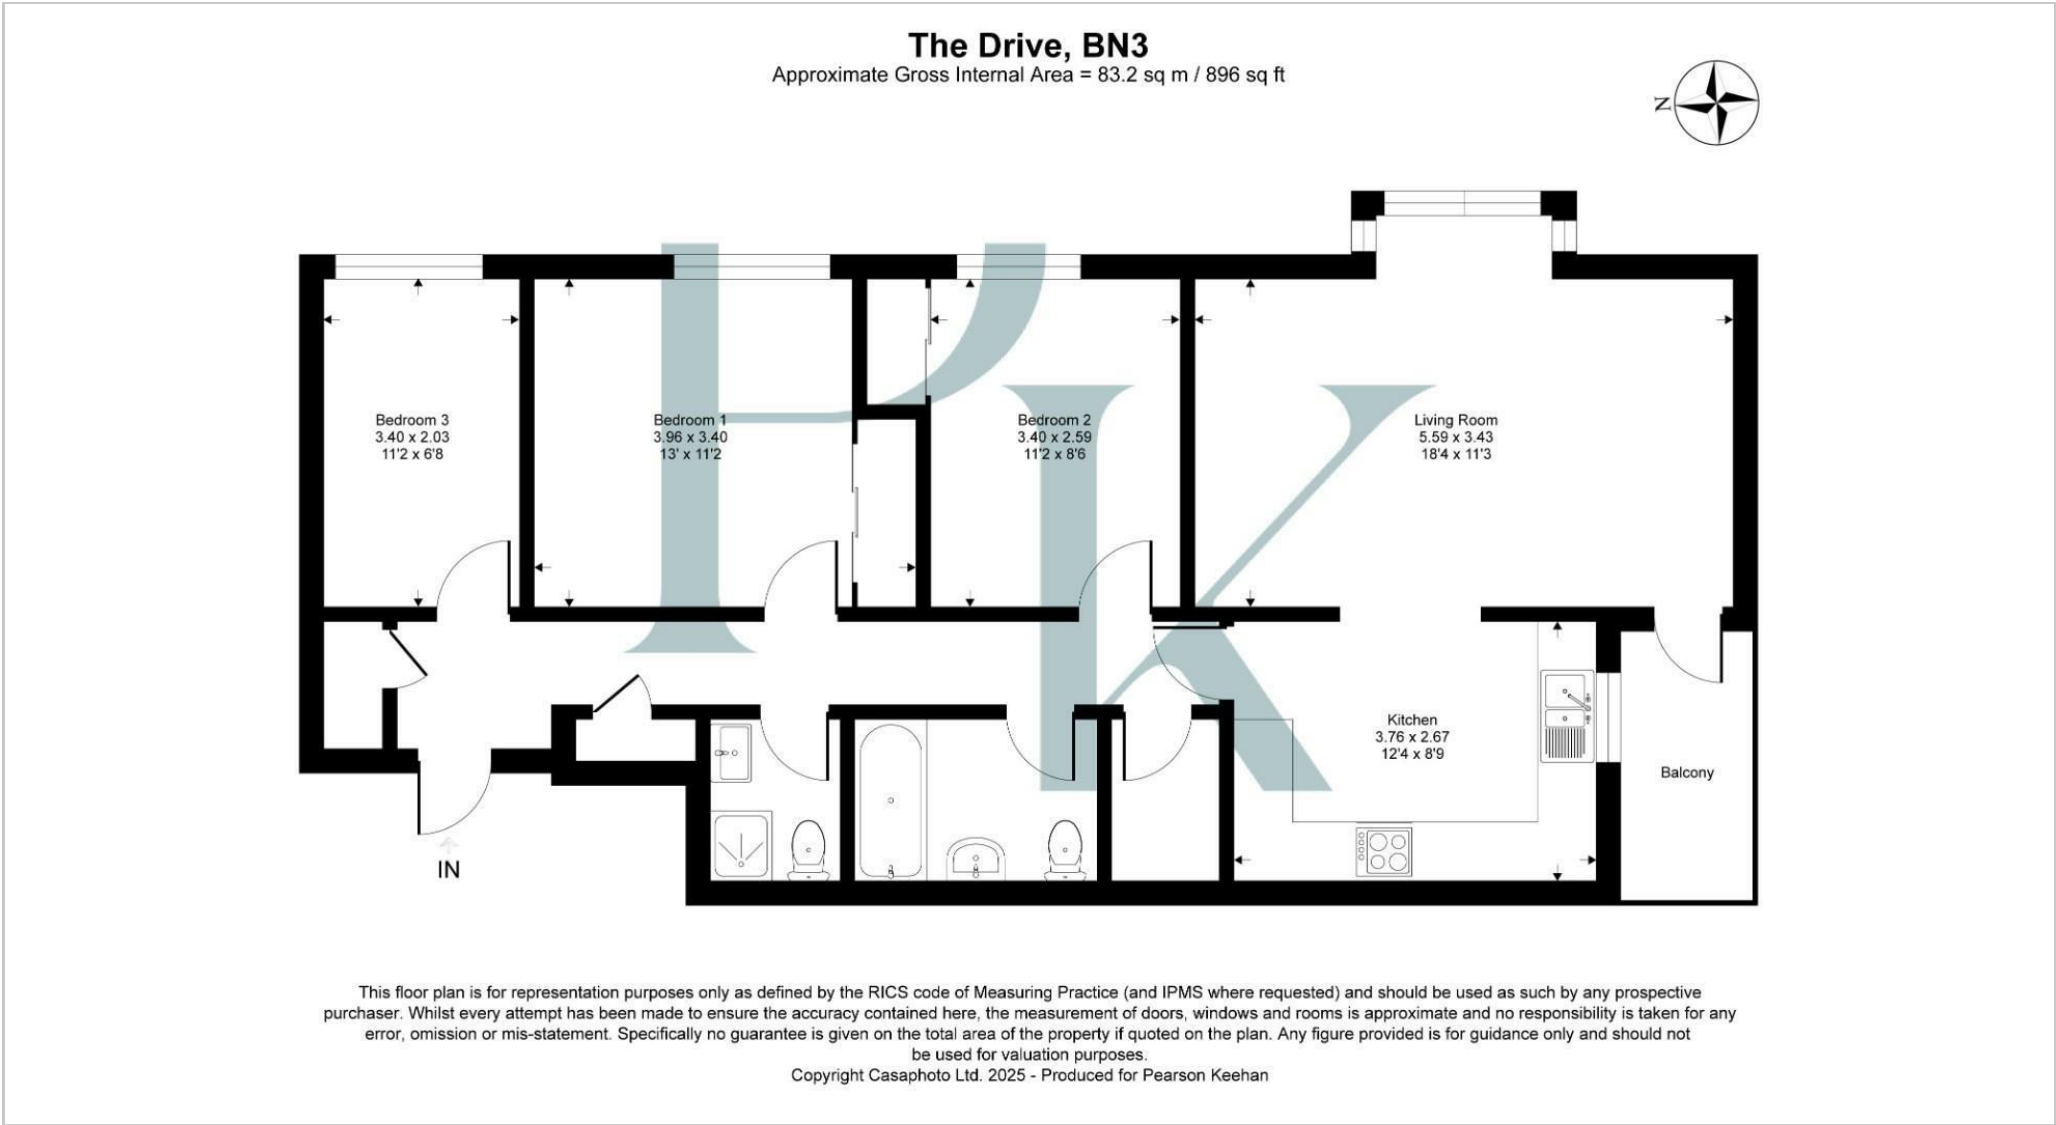 The Drive, BN3
Approximate Gross Internal Area = 83.2 sq m / 896 sq ft
N
Bedroom 3
3.40 x 2.03
11'2 x 6'8
Bedroom 1
3.96 x 3.40
13' x 11'2
Bedroom 2
3.40 x 2.59
11'2 x 8'6
Living Room
5.59 x 3.43
18'4 x 11'3
Kitchen
3.76 x 2.67
12'4 x 8'9
Balcony
IN
PK
This floor plan is for representation purposes only as defined by the RICS code of Measuring Practice (and IPMS where requested) and should be used as such by any prospective
purchaser. Whilst every attempt has been made to ensure the accuracy contained here, the measurement of doors, windows and rooms is approximate and no responsibility is taken for any
error, omission or mis-statement. Specifically no guarantee is given on the total area of the property if quoted on the plan. Any figure provided is for guidance only and should not
be used for valuation purposes.
Copyright Casaphoto Ltd. 2025 - Produced for Pearson Keehan